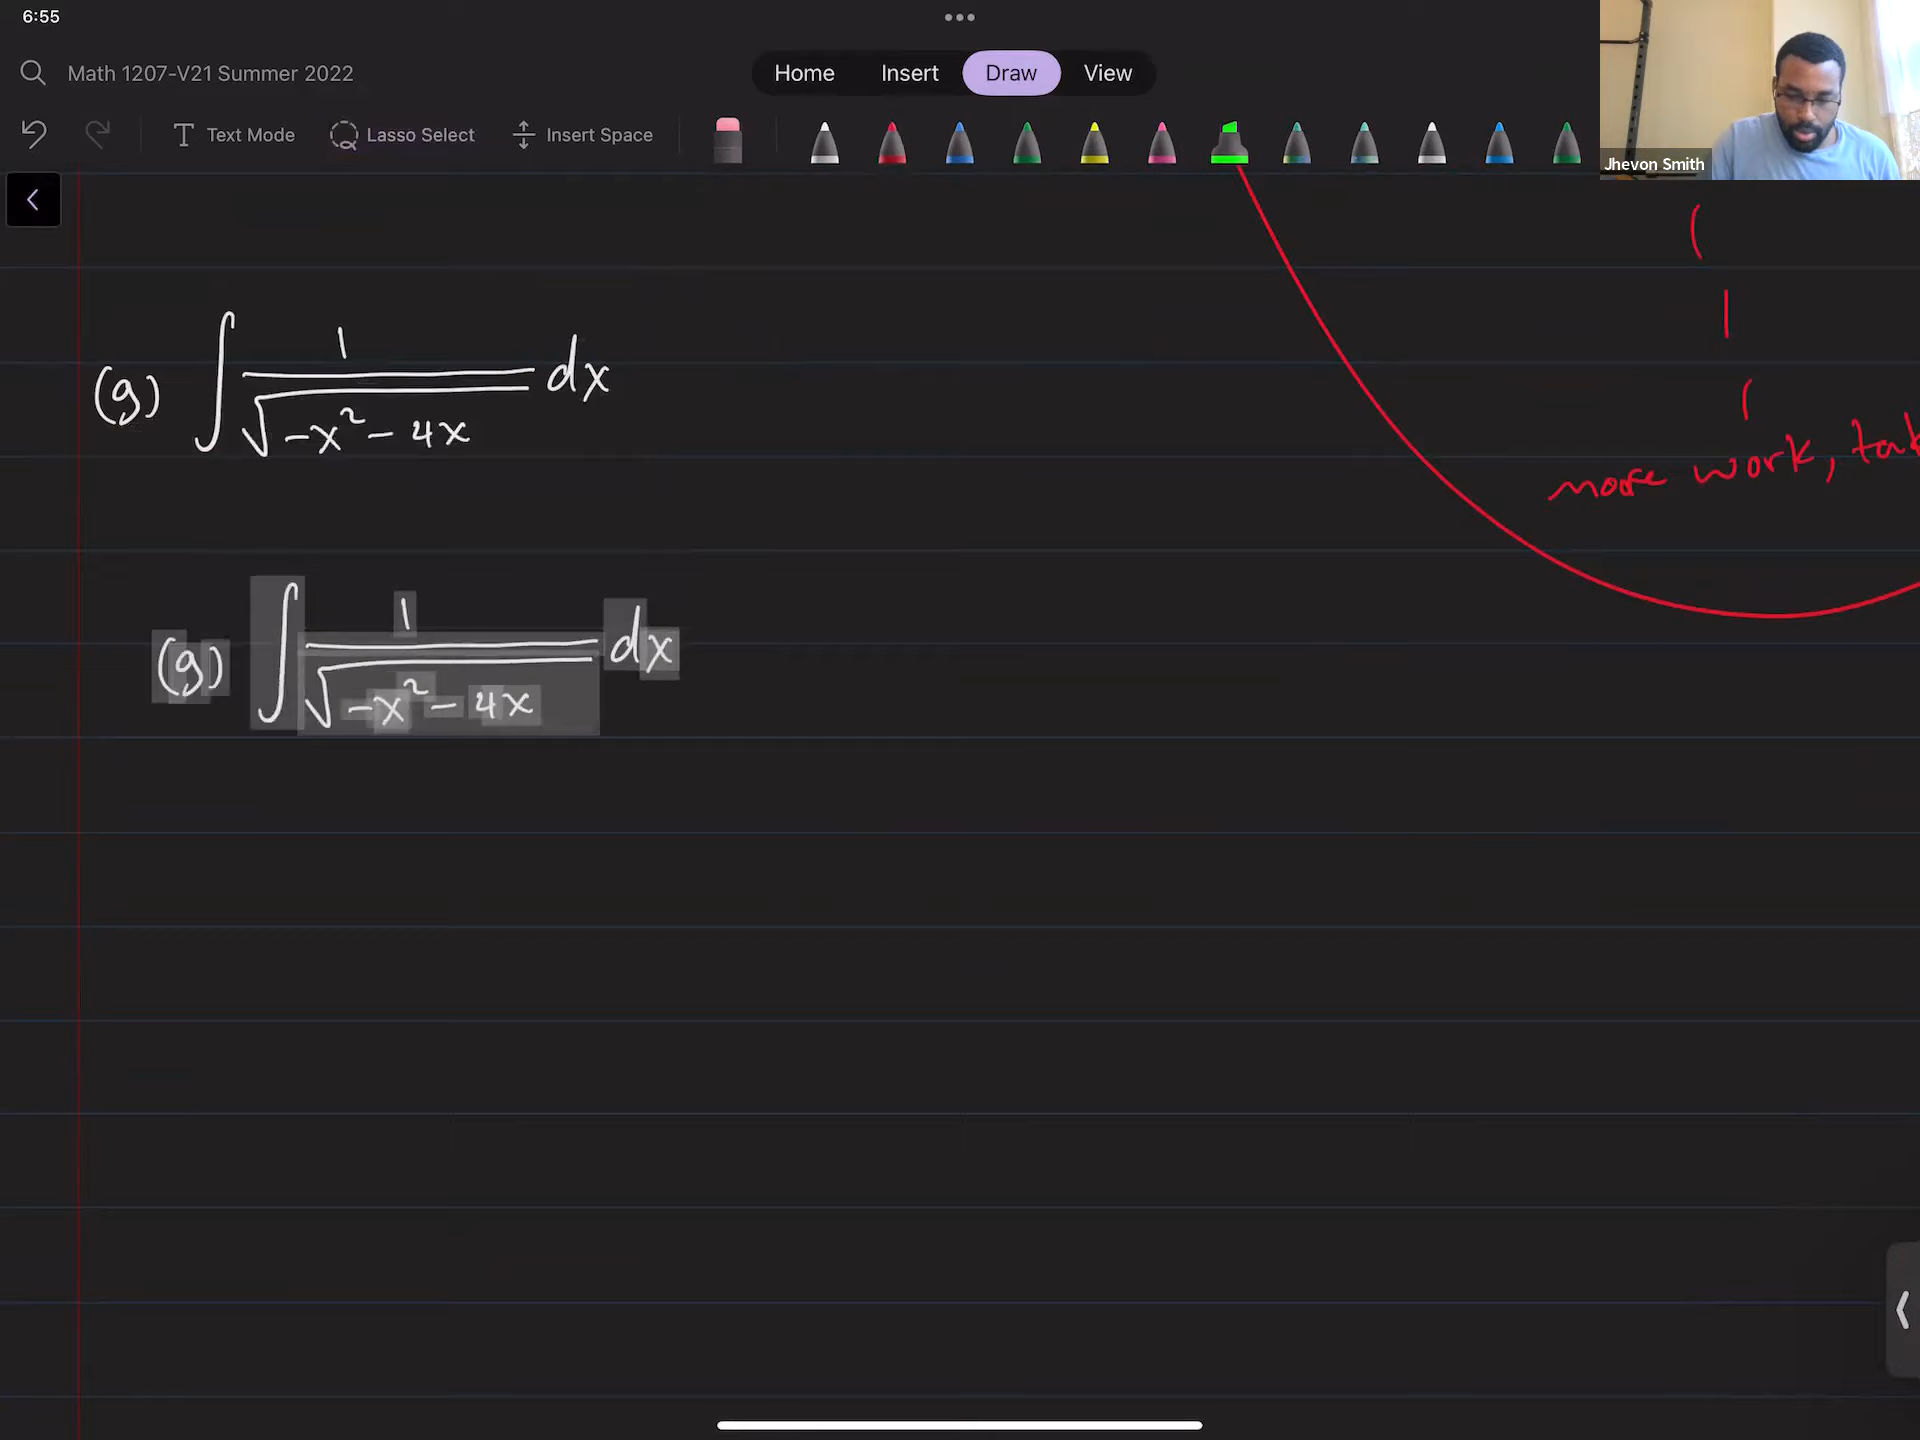 6:55
Math 1207-V21 Summer 2022
Home Insert Draw View
Text Mode Lasso Select Insert Space
Jhevon Smith
(g) ∫ 1/√(-x² - 4x) dx
more work,
(g) ∫ 1/√(-x² - 4x) dx